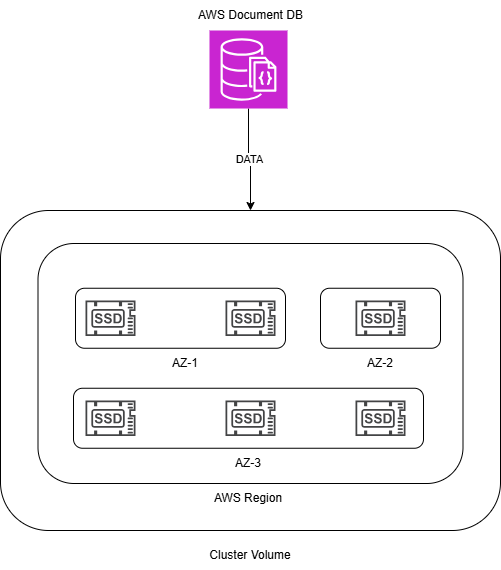 AWS Document DB
{}
DATA
SSD
SSD
SSD
AZ-1
AZ-2
SSD
SSD
SSD
AZ-3
AWS Region
Cluster Volume